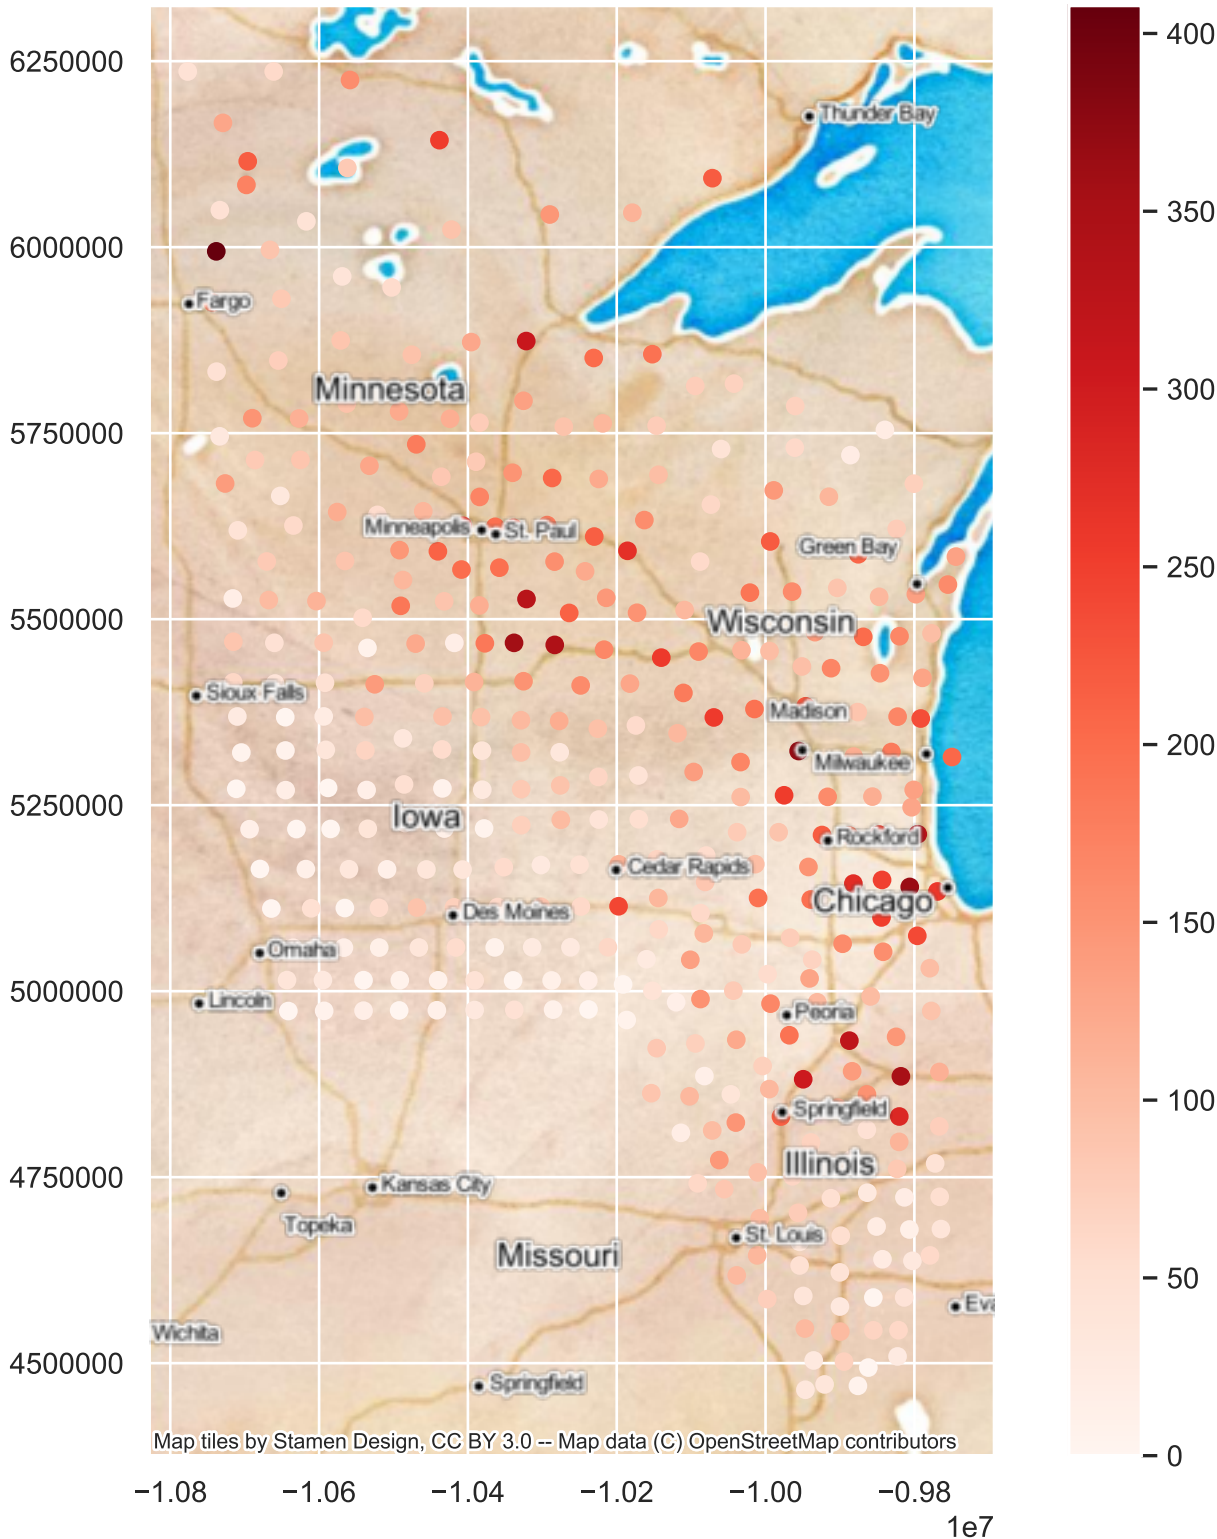 400
6250000
Thunder Bay
350
6000000
Fargo
300
Minnesota
5750000
250
Minneapolis
St. Paul
Green Bay
5500000
Wisconsin
200
Sioux Falls
Madison
Milwaukee
5250000
Iowa
Rockford
150
Cedar Rapids
Chicago
Des Moines
Omaha
5000000
Lincoln
Peoria
100
Springfield
Illinois
4750000
Kansas City
Topeka
St. Louis
Missouri
50
Eva
Wichita
4500000
Springfield
Map tiles by Stamen Design, CC BY 3.0 -- Map data (C) OpenStreetMap contributors
0
−1.08 −1.06 −1.04 −1.02 −1.00 −0.98
1e7